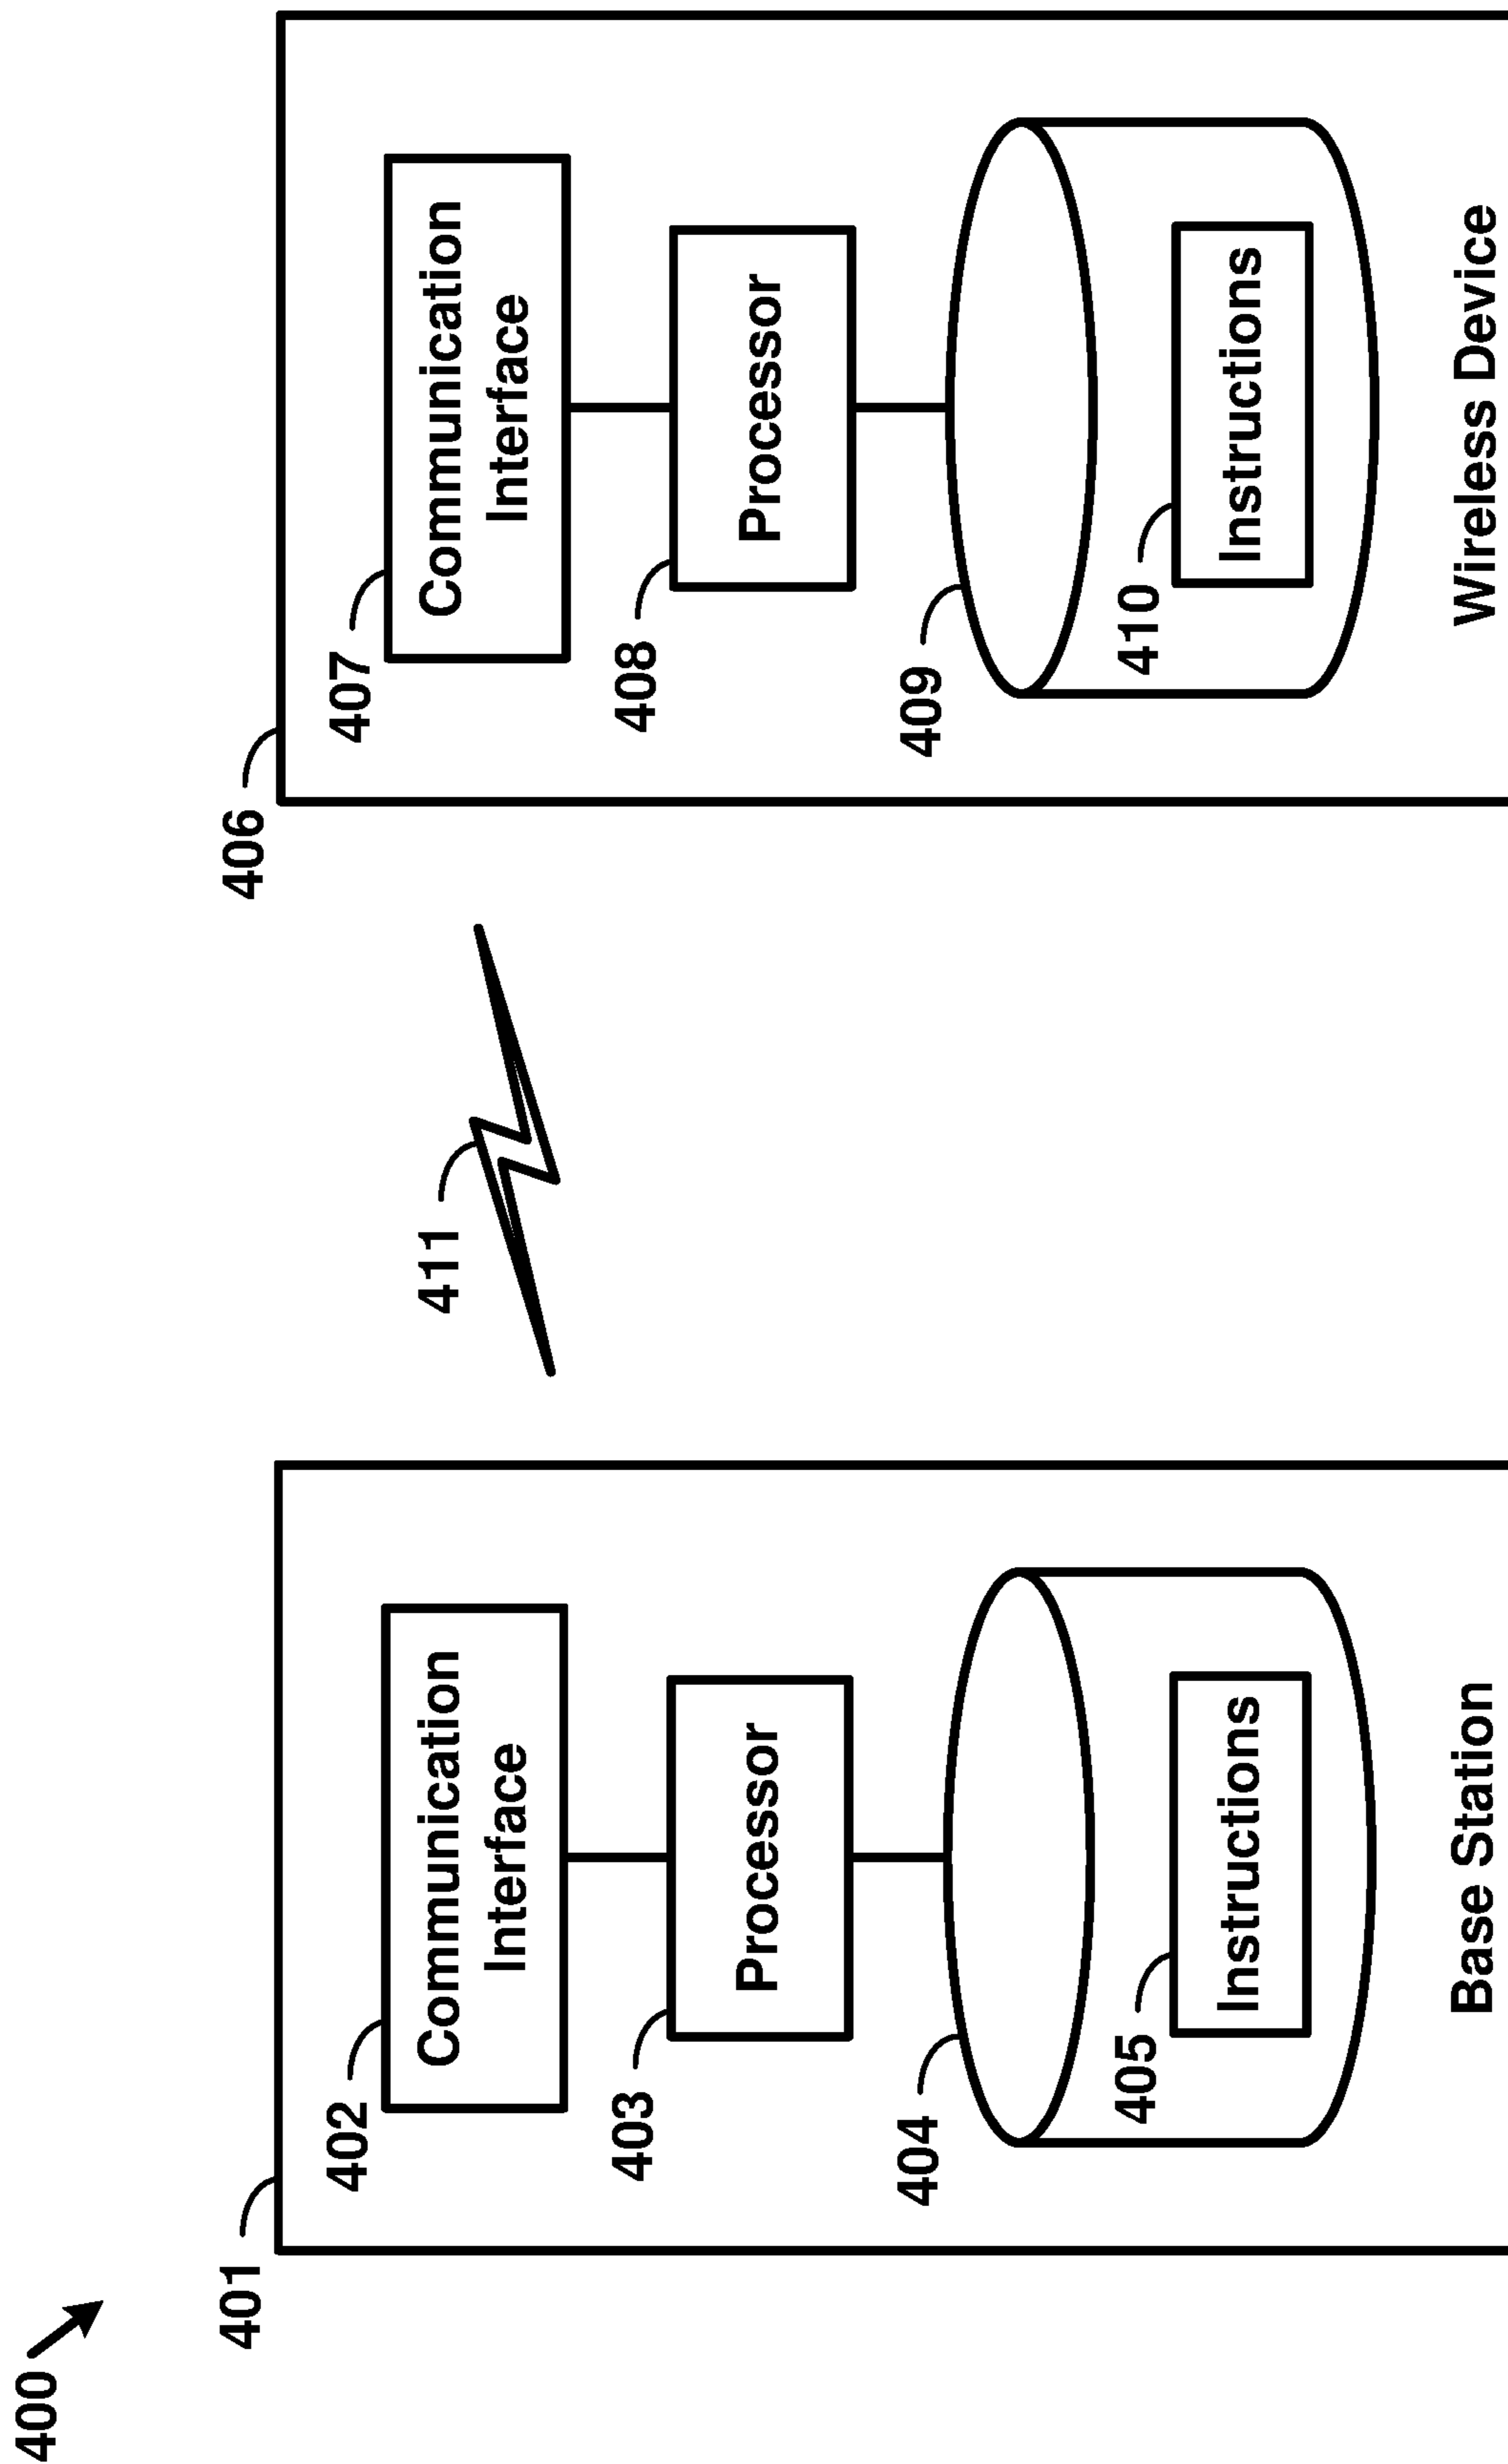 400
401
402
Communication
Interface
403
Processor
404
405
Instructions
Base Station
411
406
407
Communication
Interface
408
Processor
409
410
Instructions
Wireless Device